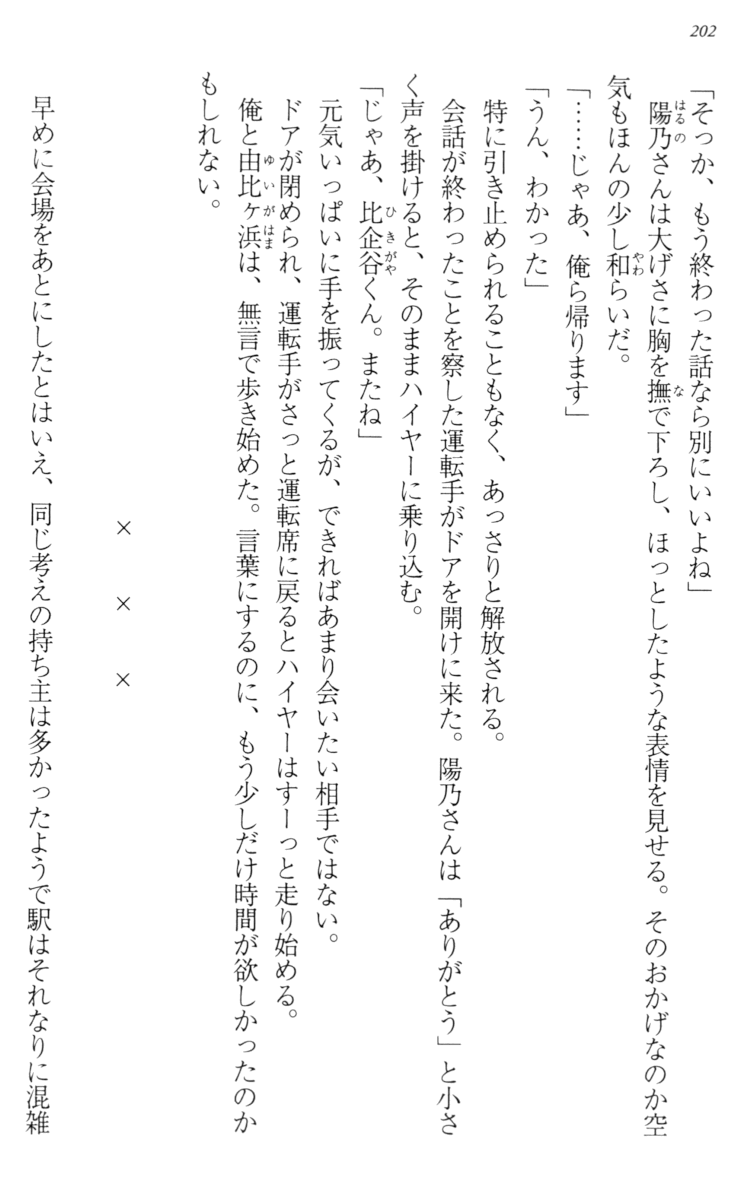 202
「そっか、もう終わった話なら別にいいよね」
陽乃さんは大げさに胸を撫で下ろし、ほっとしたような表情を見せる。そのおかげなのか空
気もほんの少し和らいだ。
「……じゃあ、俺ら帰ります」
「うん、わかった」
特に引き止められることもなく、あっさりと解放される。
会話が終わったことを察した運転手がドアを開けに来た。陽乃さんは「ありがとう」と小さ
く声を掛けると、そのままハイヤーに乗り込む。
「じゃあ、比企谷くん。またね」
元気いっぱいに手を振ってくるが、できればあまり会いたい相手ではない。
ドアが閉められ、運転手がさっと運転席に戻るとハイヤーはすーっと走り始める。
俺と由比ヶ浜は、無言で歩き始めた。言葉にするのに、もう少しだけ時間が欲しかったのか
もしれない。
× × ×
早めに会場をあとにしたとはいえ、同じ考えの持ち主は多かったようで駅はそれなりに混雑